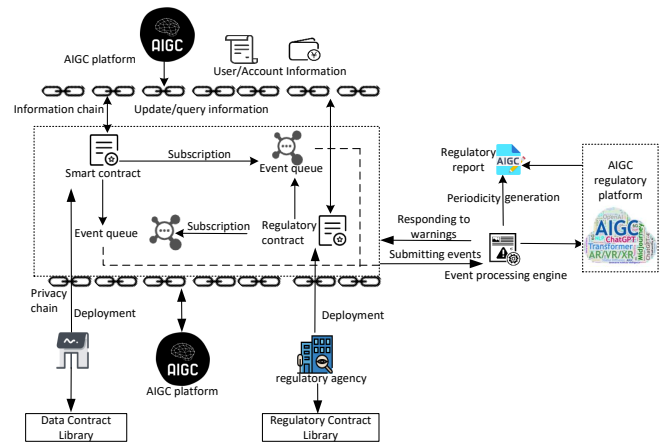 AIGC platform
AIGC
User/Account Information
Information chain
Update/query information
Smart contract
Subscription
Event queue
Event queue
Subscription
Regulatory
contract
Privacy
chain
Deployment
Deployment
AIGC
AIGC platform
regulatory agency
Data Contract
Library
Regulatory Contract
Library
Responding to
warnings
Submitting events
Event processing engine
Regulatory
report
AIGC
Periodicity generation
AIGC
regulatory
platform
AIGC
ChatGPT
Transformer
AR/VR/XR
Midjourney